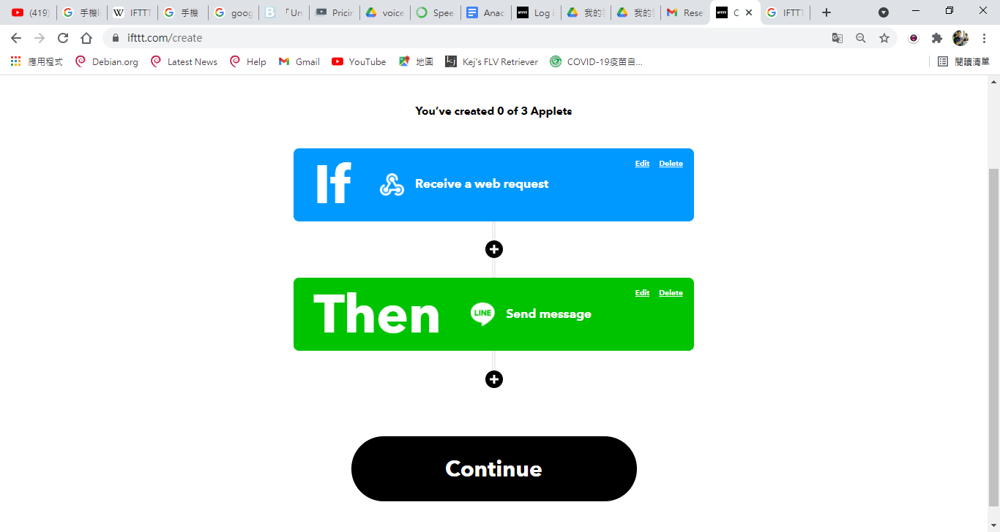 (419)
手機
IFTTT
手機
goog
「Un
Pricin
voice
Spee
Anac
Log i
我的
我的
Rese
C
IFTTT
ifttt.com/create
應用程式
Debian.org
Latest News
Help
Gmail
YouTube
地圖
Kej's FLV Retriever
COVID-19疫苗自...
閱讀清單
You've created 0 of 3 Applets
If
Receive a web request
Edit Delete
Then
LINE
Send message
Edit Delete
Continue